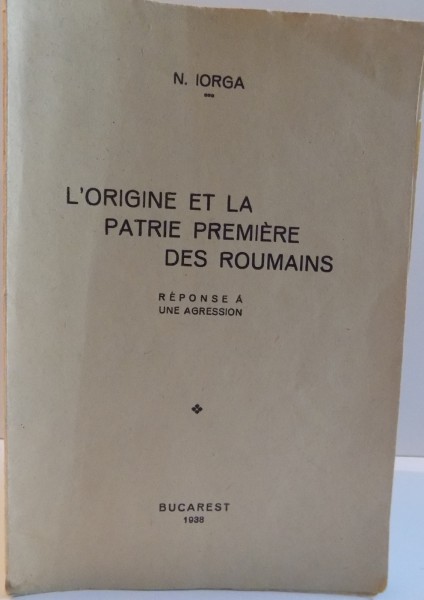 N. IORGA
L'ORIGINE ET LA
PATRIE PREMIÈRE
DES ROUMAINS
RÉPONSE À
UNE AGRESSION
BUCAREST
1938